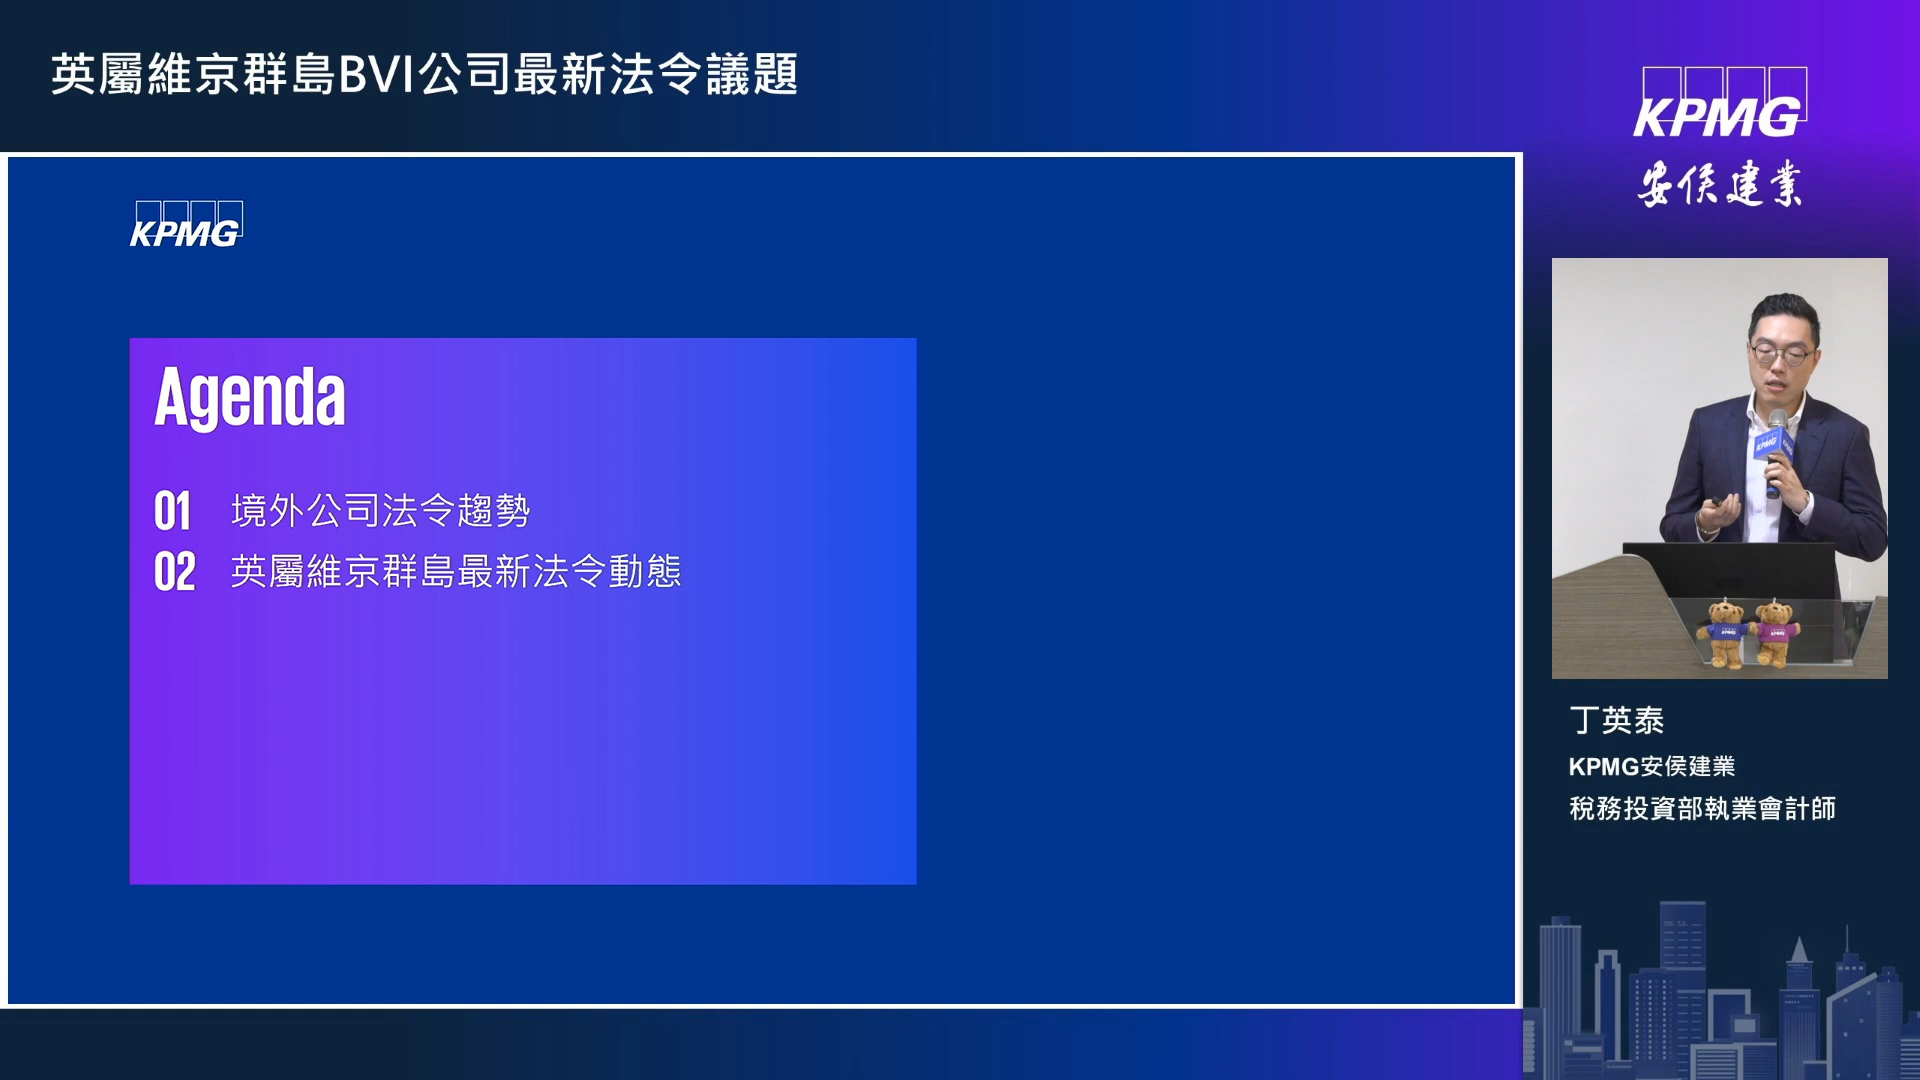 英屬維京群島BVI公司最新法令議題
KPMG
安侯建業
KPMG
Agenda
01 境外公司法令趨勢
02 英屬維京群島最新法令動態
KPMG
KPMG
KPMG
丁英泰
KPMG安侯建業
稅務投資部執業會計師